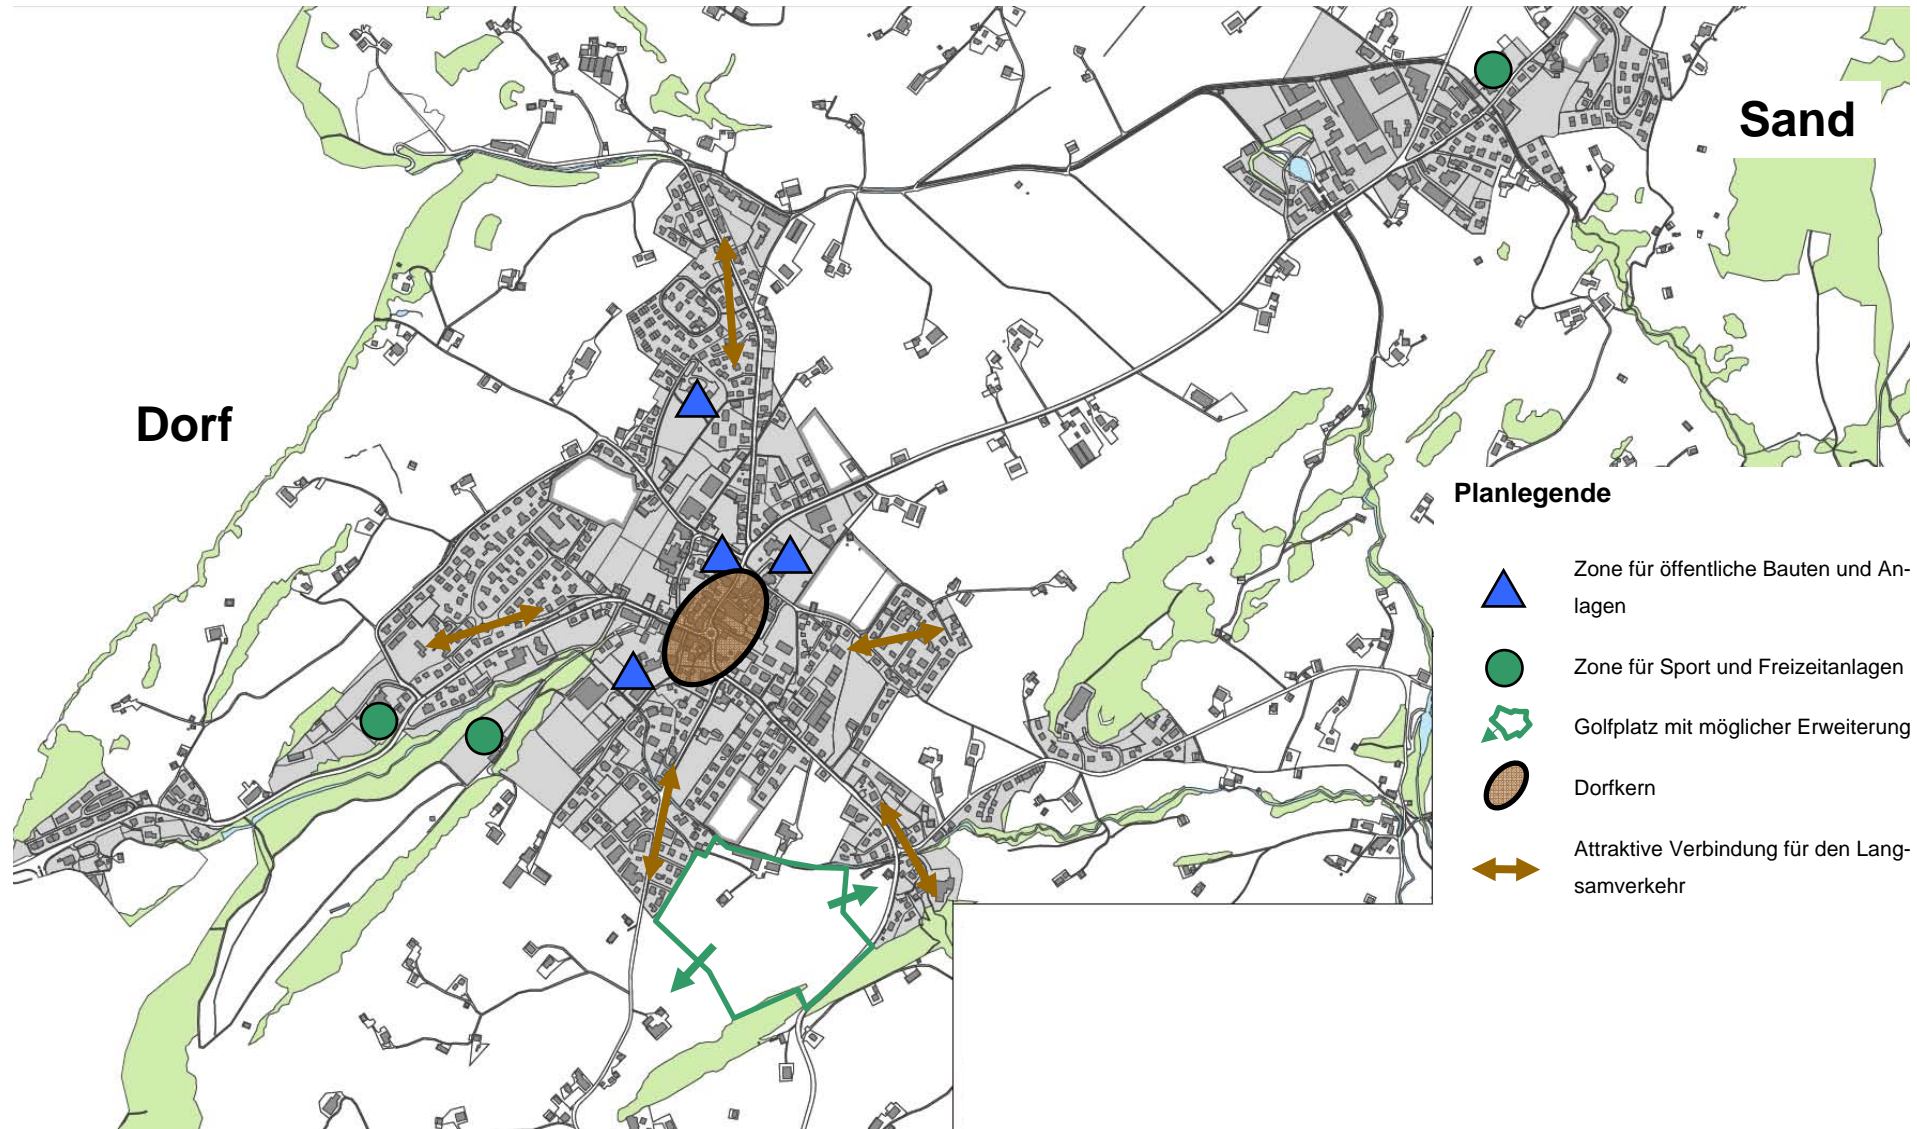 Sand
Dorf
Planlegende
Zone für öffentliche Bauten und An-
lagen
Zone für Sport und Freizeitanlagen
Golfplatz mit möglicher Erweiterung
Dorfkern
Attraktive Verbindung für den Lang-
samverkehr